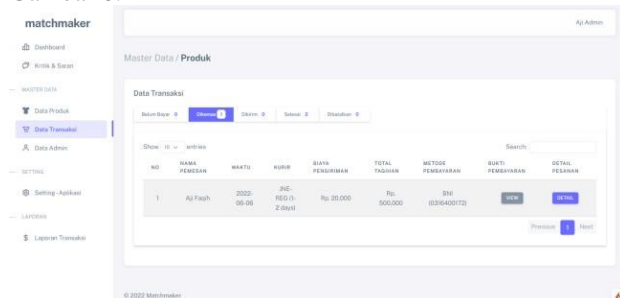 matchmaker
Aji Admin
Dashboard
Kritik & Saran
MASTER DATA
Data Produk
Data Transaksi
Data Admin
SETTING
Setting Aplikasi
LAPORAN
Laporan Transaksi
Master Data / Produk
Data Transaksi
Belum Bayar 0 Dikemas 1 Dikirim 0 Selesai 0 Dibatalkan 0
Show 10 entries
Search:
NO NAMA PEMESAN WAKTU KURIR BIAYA PENGIRIMAN TOTAL TAGIHAN METODE PEMBAYARAN BUKTI PEMBAYARAN DETAIL PESANAN
1 Aji Faqih 2022-08-09 JNE-REG (1-2 days) Rp. 20,000 Rp. 500,000 BNI (0316400172) VIEW DETAIL
Previous 1 Next
© 2022 Matchmaker